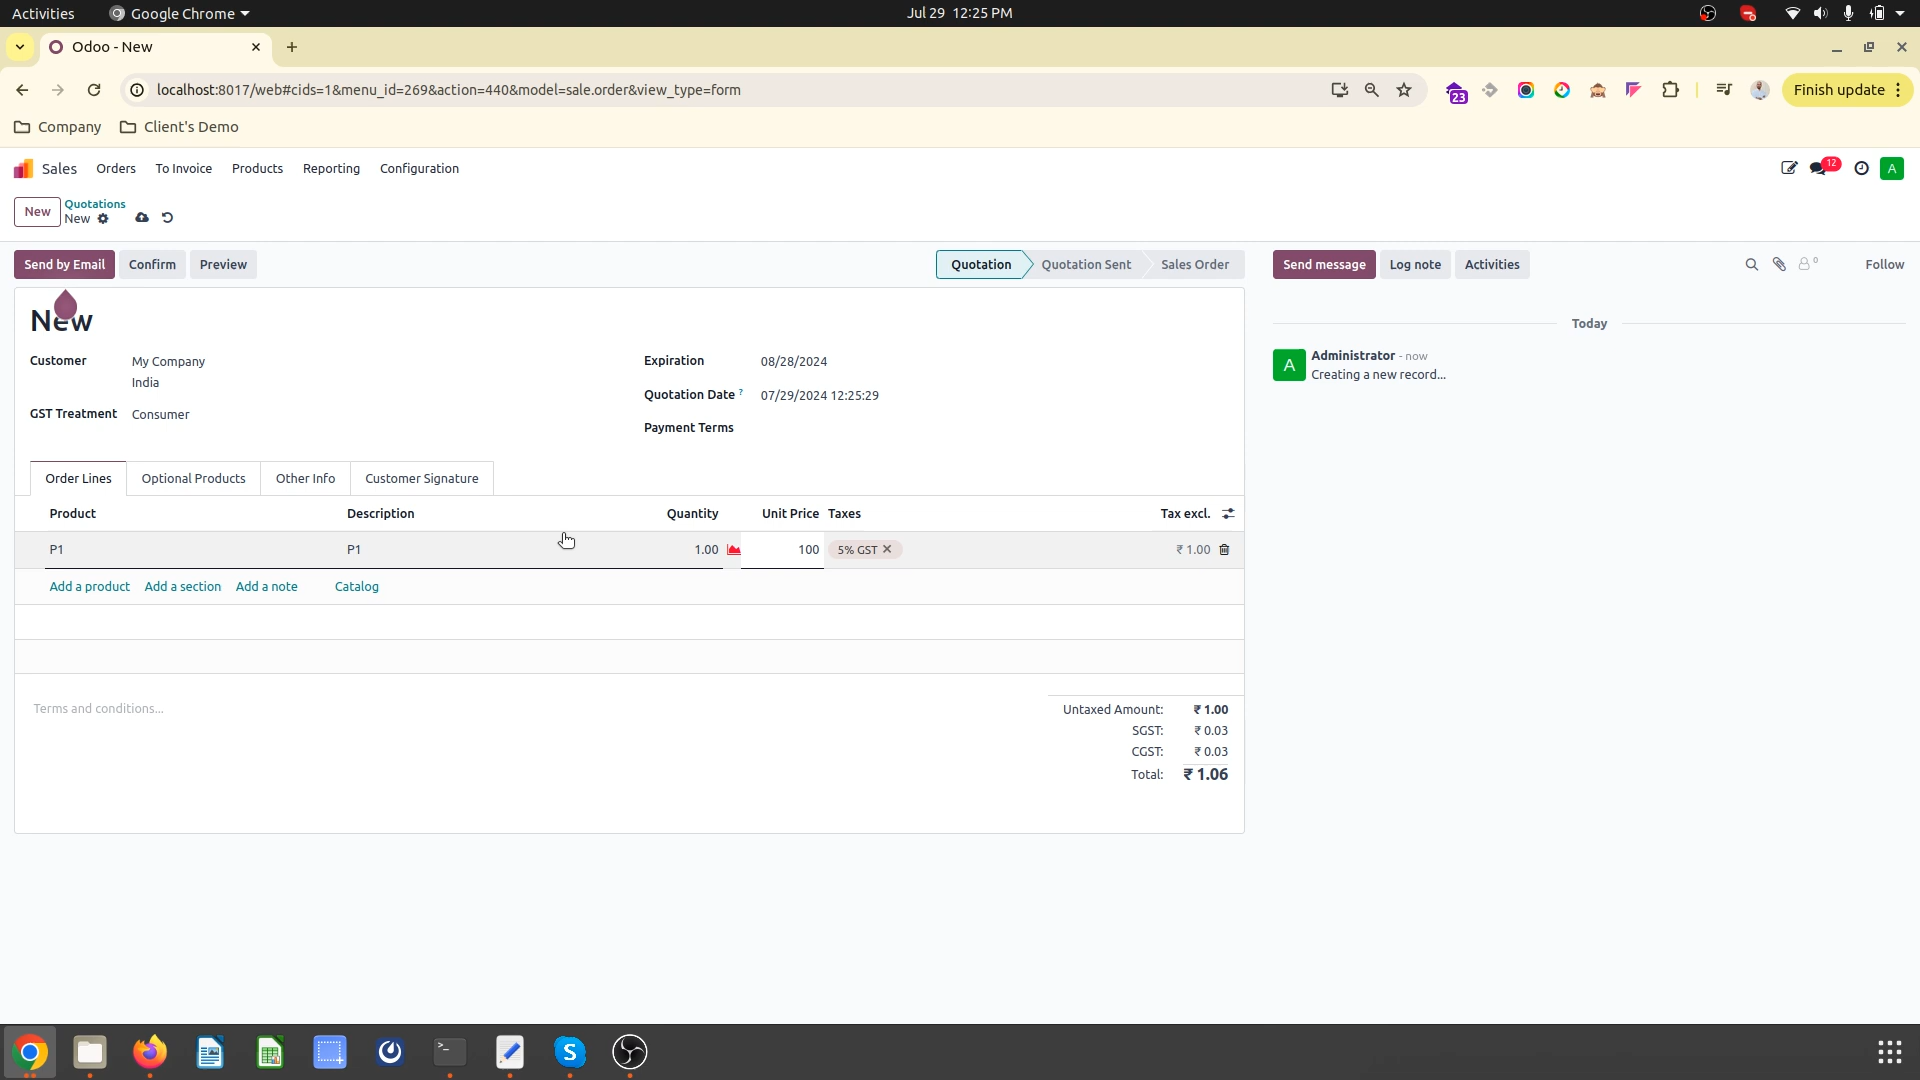 Activities Google Chrome Jul 29 12:25 PM
Odoo - New
localhost:8017/web#cids=1&menu_id=269&action=440&model=sale.order&view_type=form 23 Finish update
Company Client's Demo
Sales Orders To Invoice Products Reporting Configuration 12 A
New Quotations
New
Send by Email Confirm Preview Quotation Quotation Sent Sales Order Send message Log note Activities 0 Follow
New
Today
Customer My Company Expiration 08/28/2024 A Administrator - now
India Creating a new record...
Quotation Date ? 07/29/2024 12:25:29
GST Treatment Consumer
Payment Terms
Order Lines Optional Products Other Info Customer Signature
Product Description Quantity Unit Price Taxes Tax excl.
P1 P1 1.00 100 5% GST ₹ 1.00
Add a product Add a section Add a note Catalog
Terms and conditions... Untaxed Amount: ₹ 1.00
SGST: ₹ 0.03
CGST: ₹ 0.03
Total: ₹ 1.06